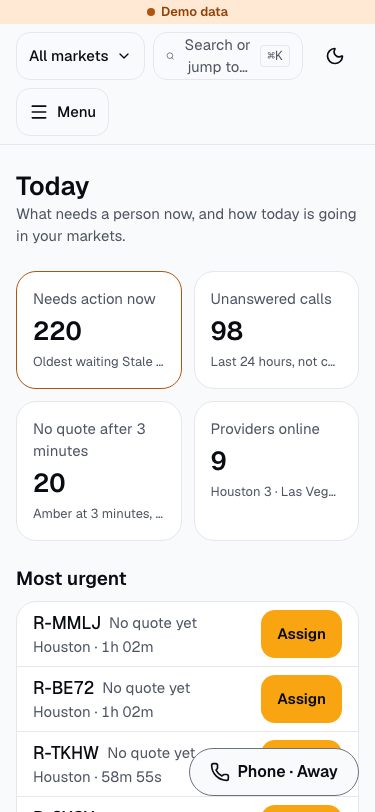 Demo data
All markets
Search or
jump to...
⌘K
Menu
Today
What needs a person now, and how today is going
in your markets.
Needs action now
220
Oldest waiting Stale ...
Unanswered calls
98
Last 24 hours, not c...
No quote after 3
minutes
20
Amber at 3 minutes, ...
Providers online
9
Houston 3 · Las Veg...
Most urgent
R-MMLJ No quote yet
Houston · 1h 02m
Assign
R-BE72 No quote yet
Houston · 1h 02m
Assign
R-TKHW No quote yet
Houston · 58m 55s
Phone · Away